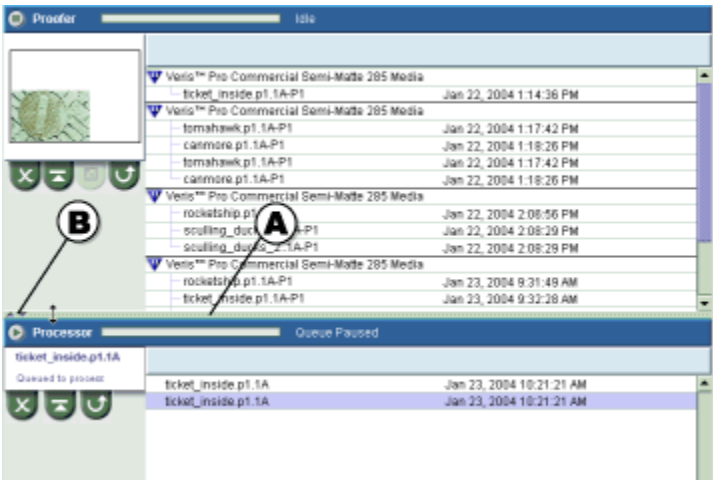 Proofer Idle
Veris™ Pro Commercial Semi-Matte 285 Media
ticket_inside.p1.1A-P1 Jan 22, 2004 1:14:36 PM
Veris™ Pro Commercial Semi-Matte 285 Media
tomahawk.p1.1A-P1 Jan 22, 2004 1:17:42 PM
canmore.p1.1A-P1 Jan 22, 2004 1:18:26 PM
tomahawk.p1.1A-P1 Jan 22, 2004 1:17:42 PM
canmore.p1.1A-P1 Jan 22, 2004 1:18:26 PM
Veris™ Pro Commercial Semi-Matte 285 Media
rocketship.p1 Jan 22, 2004 2:08:56 PM
B
A
A-P1 Jan 22, 2004 2:08:29 PM
1A-P1 Jan 22, 2004 2:08:29 PM
Veris™ Pro Commercial Semi-Matte 285 Media
rocketship.p1.1A-P1 Jan 23, 2004 9:31:49 AM
ticket_inside.p1.1A-P1 Jan 23, 2004 9:32:28 AM
Processor Queue Paused
ticket_inside.p1.1A
Queued to process
ticket_inside.p1.1A Jan 23, 2004 10:21:21 AM
ticket_inside.p1.1A Jan 23, 2004 10:21:21 AM